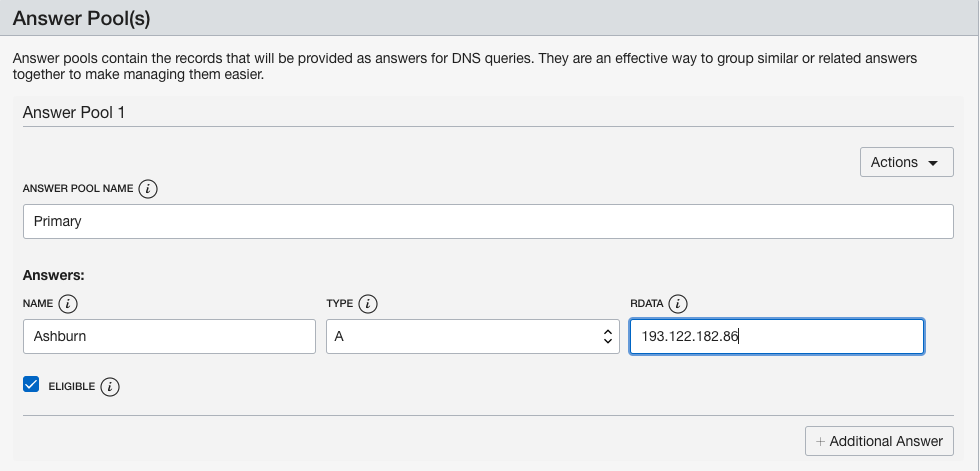 Answer Pool(s)
Answer pools contain the records that will be provided as answers for DNS queries. They are an effective way to group similar or related answers
together to make managing them easier.
Answer Pool 1
Actions
ANSWER POOL NAME i
Primary
Answers:
NAME i TYPE i RDATA i
Ashburn A 193.122.182.86
ELIGIBLE i
+ Additional Answer